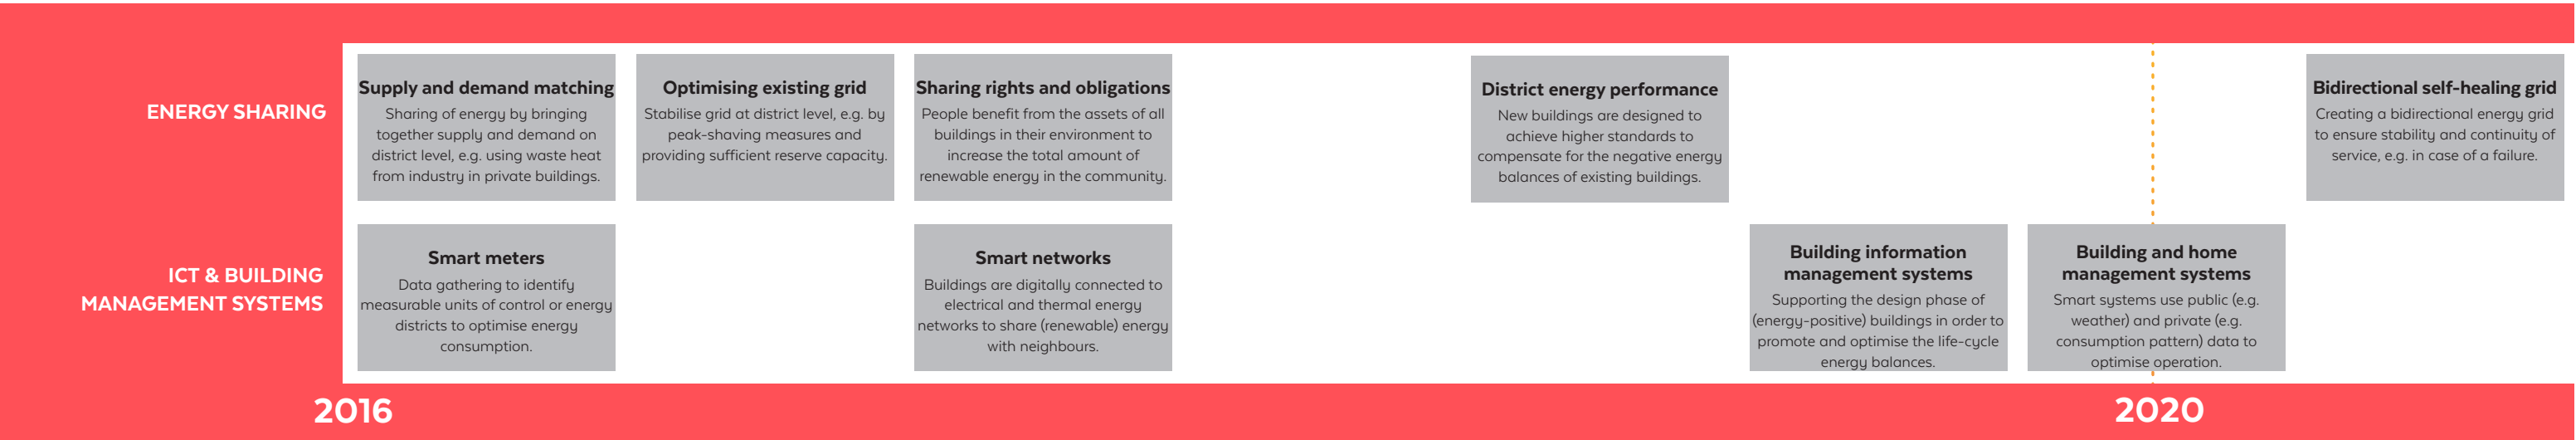 ENERGY SHARING
Supply and demand matching
Sharing of energy by bringing
together supply and demand on
district level, e.g. using waste heat
from industry in private buildings.
Optimising existing grid
Stabilise grid at district level, e.g. by
peak-shaving measures and
providing sufficient reserve capacity.
Sharing rights and obligations
People benefit from the assets of all
buildings in their environment to
increase the total amount of
renewable energy in the community.
District energy performance
New buildings are designed to
achieve higher standards to
compensate for the negative energy
balances of existing buildings.
Bidirectional self-healing grid
Creating a bidirectional energy grid
to ensure stability and continuity of
service, e.g. in case of a failure.
ICT & BUILDING
MANAGEMENT SYSTEMS
Smart meters
Data gathering to identify
measurable units of control or energy
districts to optimise energy
consumption.
Smart networks
Buildings are digitally connected to
electrical and thermal energy
networks to share (renewable) energy
with neighbours.
Building information
management systems
Supporting the design phase of
(energy-positive) buildings in order to
promote and optimise the life-cycle
energy balances.
Building and home
management systems
Smart systems use public (e.g.
weather) and private (e.g.
consumption pattern) data to
optimise operation.
2016
2020